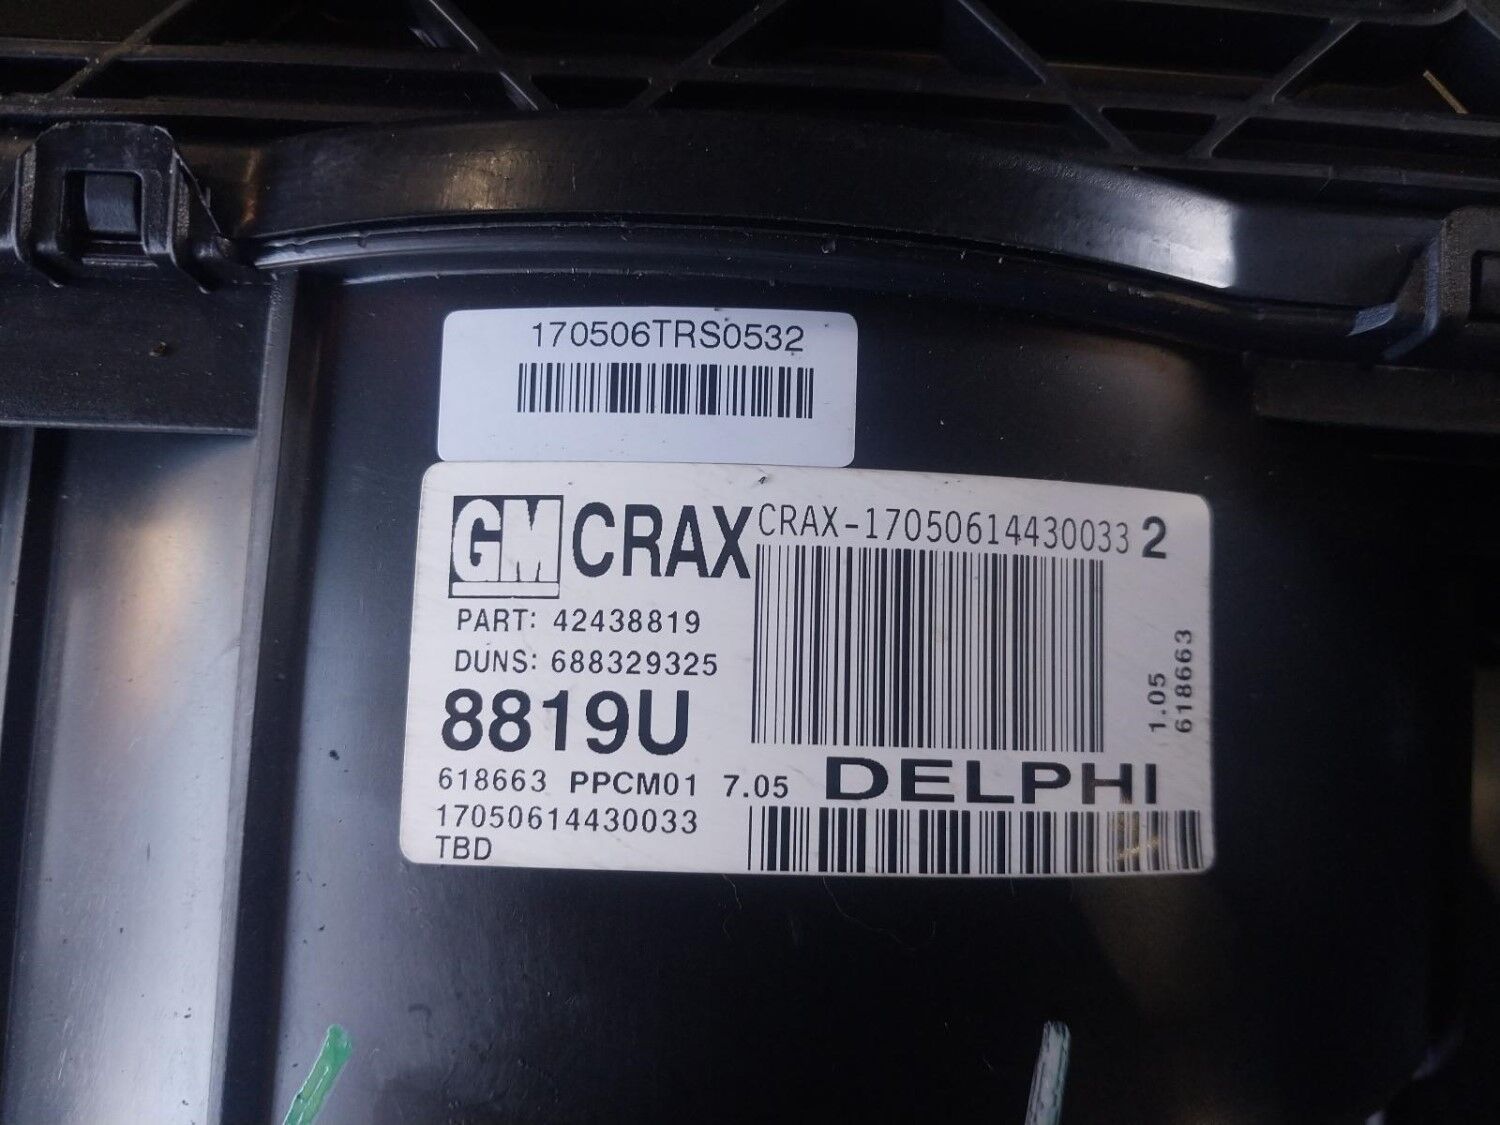 170506TRS0532
GM CRAX CRAX-17050614430033 2
PART: 42438819
DUNS: 688329325
8819U
1.05
618663
618663 PPCM01 7.05 DELPHI
17050614430033
TBD